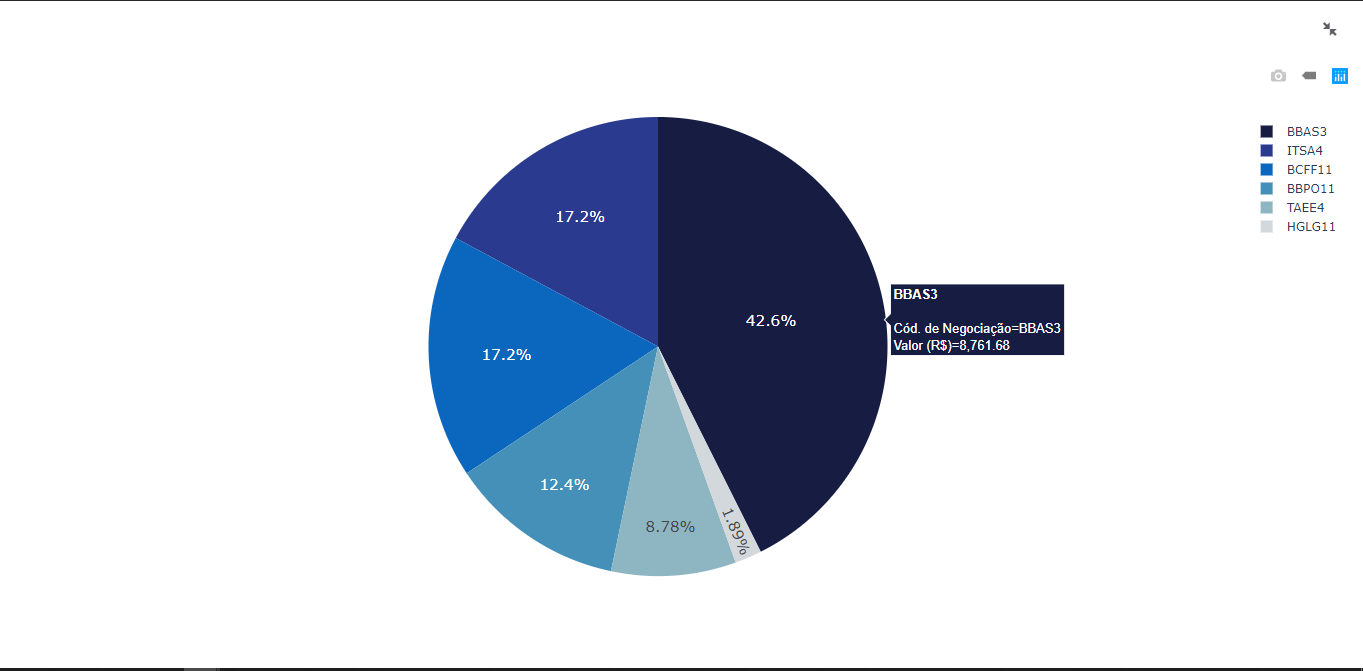 BBAS3
ITSA4
BCFF11
BBPO11
TAEE4
HGLG11
17.2%
42.6%
BBAS3
Cód. de Negociação=BBAS3
Valor (R$)=8,761.68
17.2%
12.4%
8.78%
1.89%